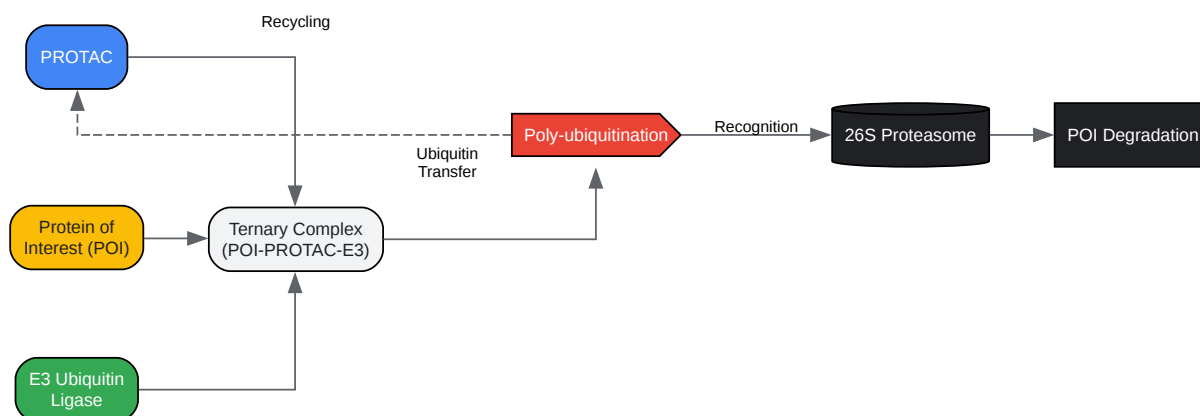 Recycling
PROTAC
Ubiquitin
Transfer
Poly-ubiquitination
Recognition
26S Proteasome
POI Degradation
Protein of
Interest (POI)
Ternary Complex
(POI-PROTAC-E3)
E3 Ubiquitin
Ligase